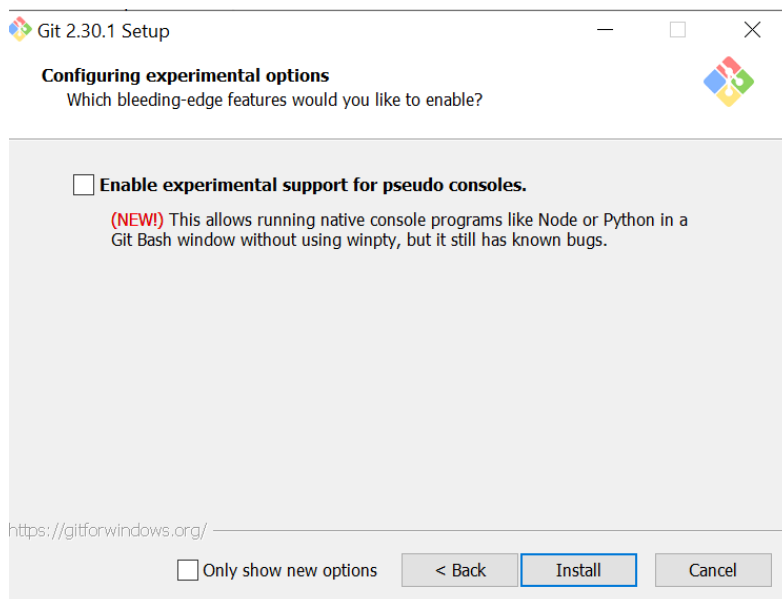 Git 2.30.1 Setup
Configuring experimental options
Which bleeding-edge features would you like to enable?
Enable experimental support for pseudo consoles.
(NEW!) This allows running native console programs like Node or Python in a
Git Bash window without using winpty, but it still has known bugs.
https://gitforwindows.org/
Only show new options
< Back
Install
Cancel